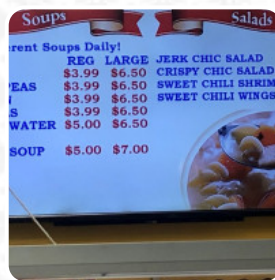 Soups
Salads
erent Soups Daily!
REG LARGE
$3.99 $6.50
PEAS $3.99 $6.50
N $3.99 $6.50
S $3.99 $6.50
WATER $5.00 $6.50
SOUP $5.00 $7.00
JERK CHIC SALAD
CRISPY CHIC SALAD
SWEET CHILI SHRIM
SWEET CHILI WINGS